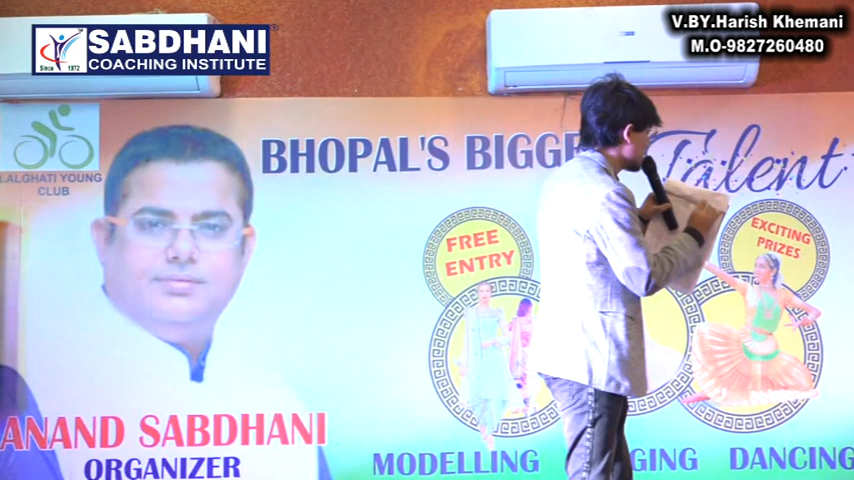 SABDHANI
COACHING INSTITUTE
Since 1972
V.BY.Harish Khemani
M.O-9827260480
LALGHATI YOUNG
CLUB
BHOPAL'S BIGGE
Talent
FREE
ENTRY
EXCITING
PRIZES
ANAND SABDHANI
ORGANIZER
MODELLING
GING
DANCING